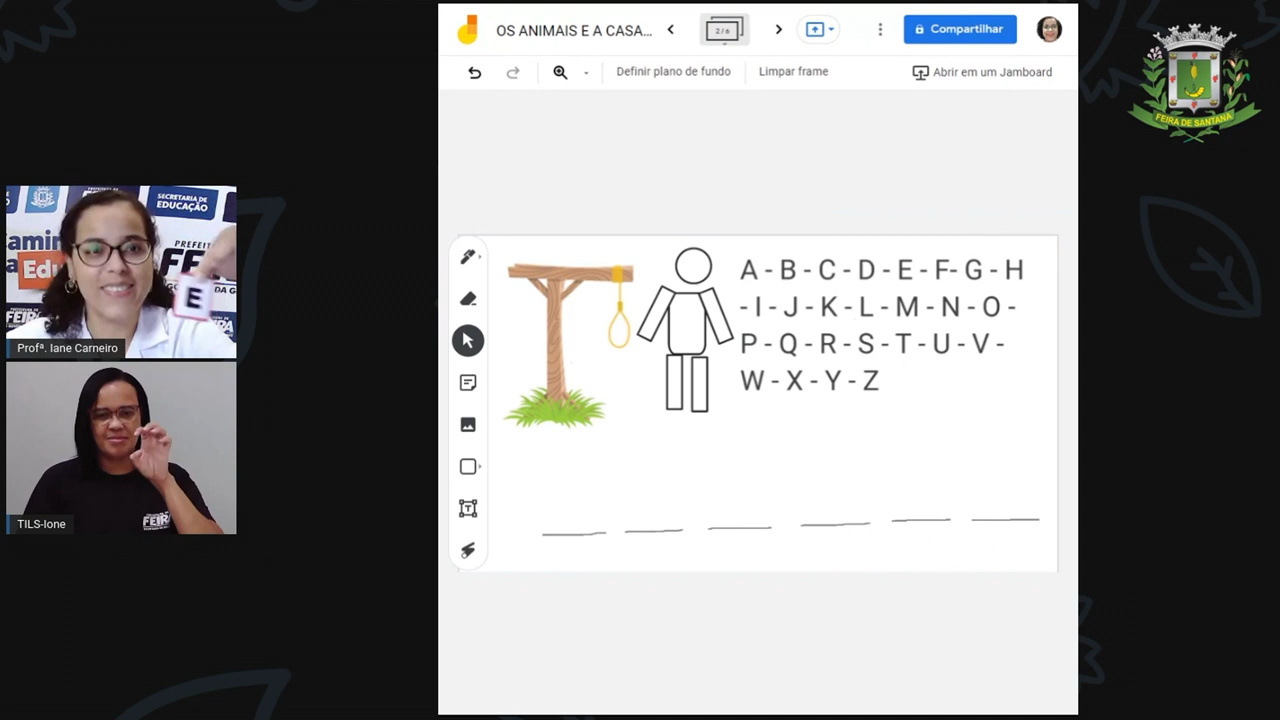 OS ANIMAIS E A CASA...
2/6
Compartilhar
Definir plano de fundo
Limpar frame
Abrir em um Jamboard
FEIRA DE SANTANA
SECRETARIA DE
EDUCAÇÃO
Edu
E
Profª. Iane Carneiro
FEIRA
TILS-Ione
A - B - C - D - E - F- G - H
-I - J - K - L - M - N - O -
P - Q - R - S - T - U - V -
W - X - Y - Z